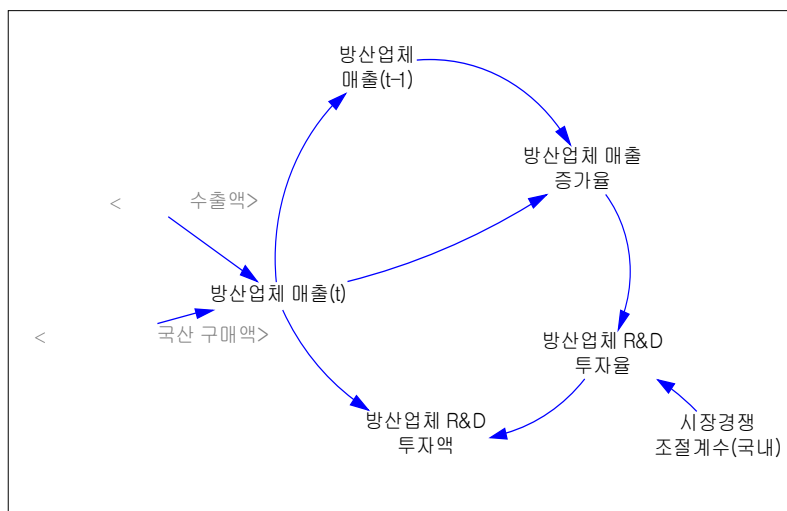 방산업체
매출(t-1)
방산업체 매출
증가율
< 수출액>
방산업체 매출(t)
< 국산 구매액>
방산업체 R&D
투자율
방산업체 R&D
투자액
시장경쟁
조절계수(국내)